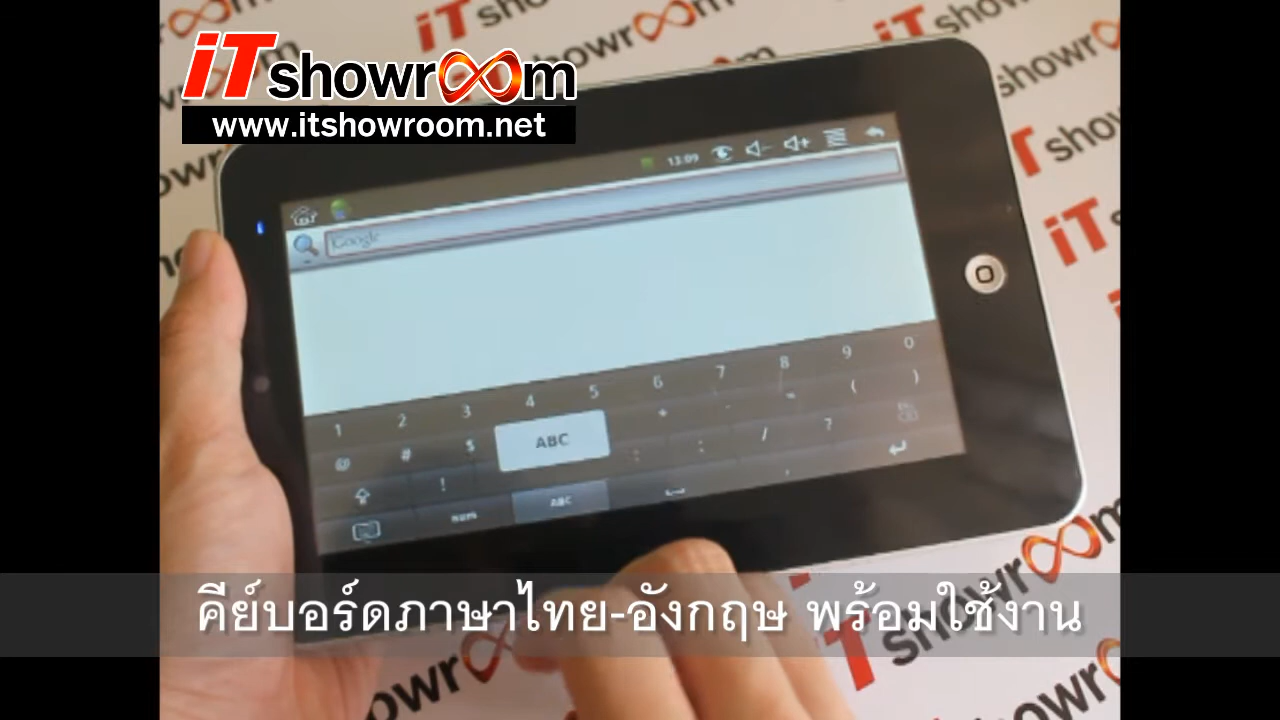 iTshowroom
www.itshowroom.net
13:09
Google
1 2 3 4 5 6 7 8 9 0
@ # $ ABC * ( )
! : ; / ?
num ABC ,
คีย์บอร์ดภาษาไทย-อังกฤษ พร้อมใช้งาน
iTshowroom